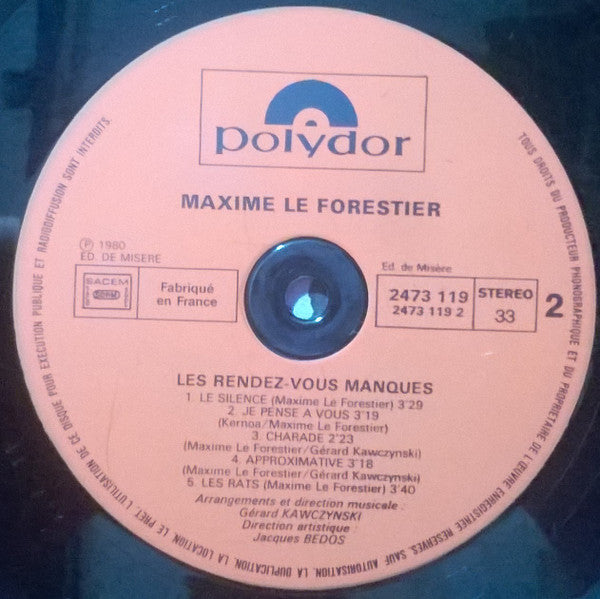 polydor
MAXIME LE FORESTIER
℗ 1980
ED. DE MISERE
SACEM
Fabriqué
en France
Ed. de Misère
2473 119
2473 119 2
STEREO
33
2
LES RENDEZ-VOUS MANQUES
1. LE SILENCE (Maxime Le Forestier) 3'29
2. JE PENSE A VOUS 3'19
(Kernoa/Maxime Le Forestier)
3. CHARADE 2'23
(Maxime Le Forestier/Gérard Kawczynski)
4. APPROXIMATIVE 3'18
(Maxime Le Forestier/Gérard Kawczynski)
5. LES RATS (Maxime Le Forestier) 3'40
Arrangements et direction musicale :
Gérard KAWCZYNSKI
Direction artistique :
Jacques BEDOS
TOUS DROITS DU PRODUCTEUR PHONOGRAPHIQUE ET DU PROPRIETAIRE DE L'ŒUVRE ENREGISTREE RESERVES. SAUF AUTORISATION, LA DUPLICATION, LA LOCATION, LE PRET, L'UTILISATION DE CE DISQUE POUR EXECUTION PUBLIQUE ET RADIODIFFUSION SONT INTERDITS.